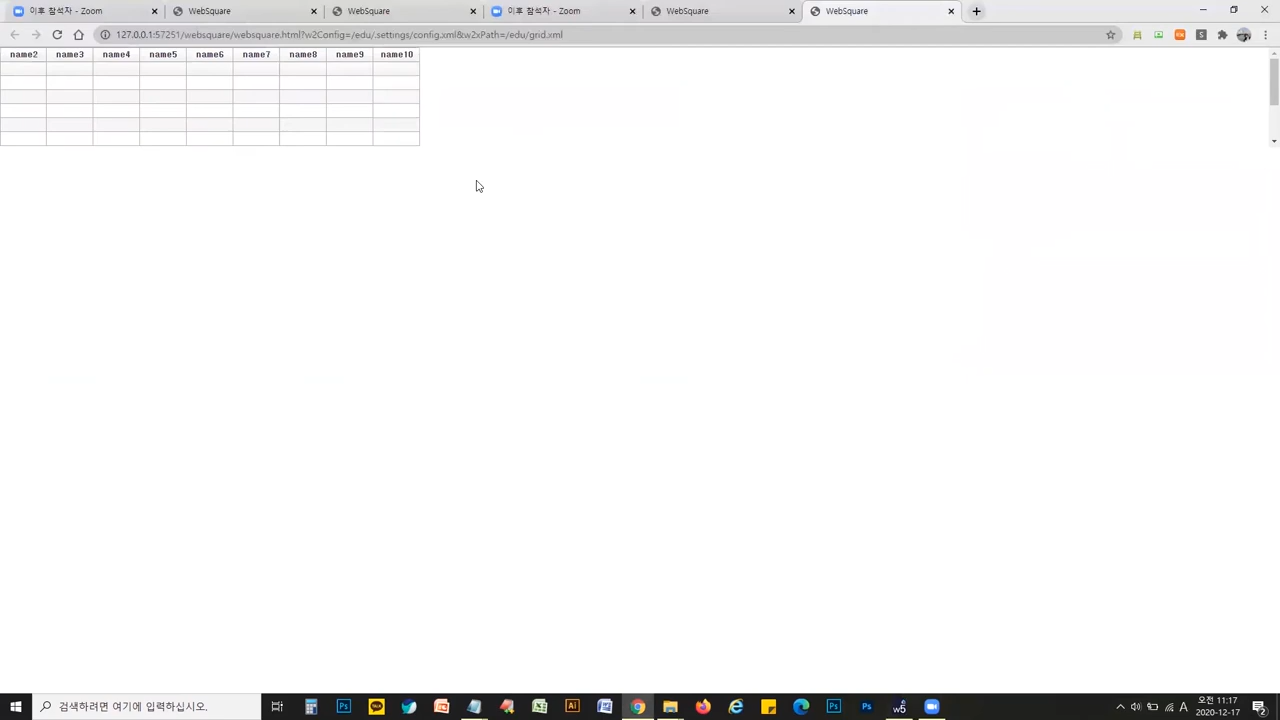 이후 참석자 - Zoom
WebSquare
WebSquare
이후 참석자 - Zoom
WebSquare
WebSquare
127.0.0.1:57251/websquare/websquare.html?w2Config=/edu/.settings/config.xml&w2xPath=/edu/grid.xml
name2 name3 name4 name5 name6 name7 name8 name9 name10
검색하려면 여기에 입력하십시오.
A
오전 11:17
2020-12-17